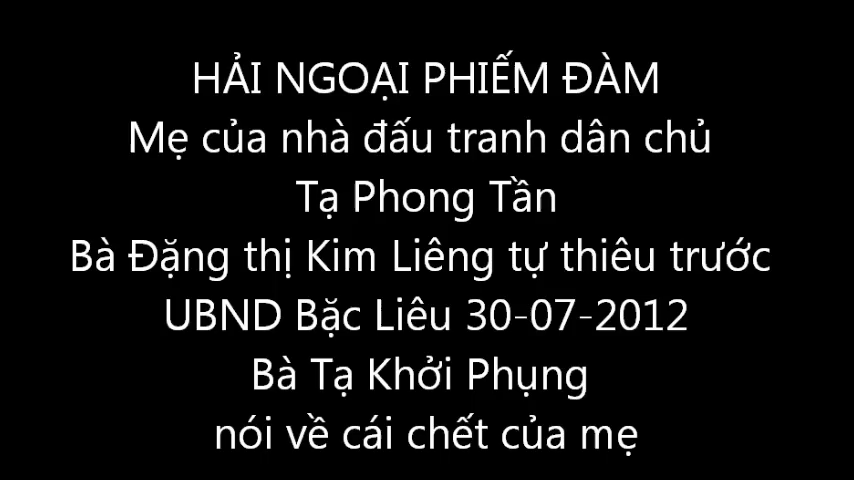 HẢI NGOẠI PHIẾM ĐÀM
Mẹ của nhà đấu tranh dân chủ
Tạ Phong Tần
Bà Đặng thị Kim Liêng tự thiêu trước
UBND Bặc Liêu 30-07-2012
Bà Tạ Khởi Phụng
nói về cái chết của mẹ